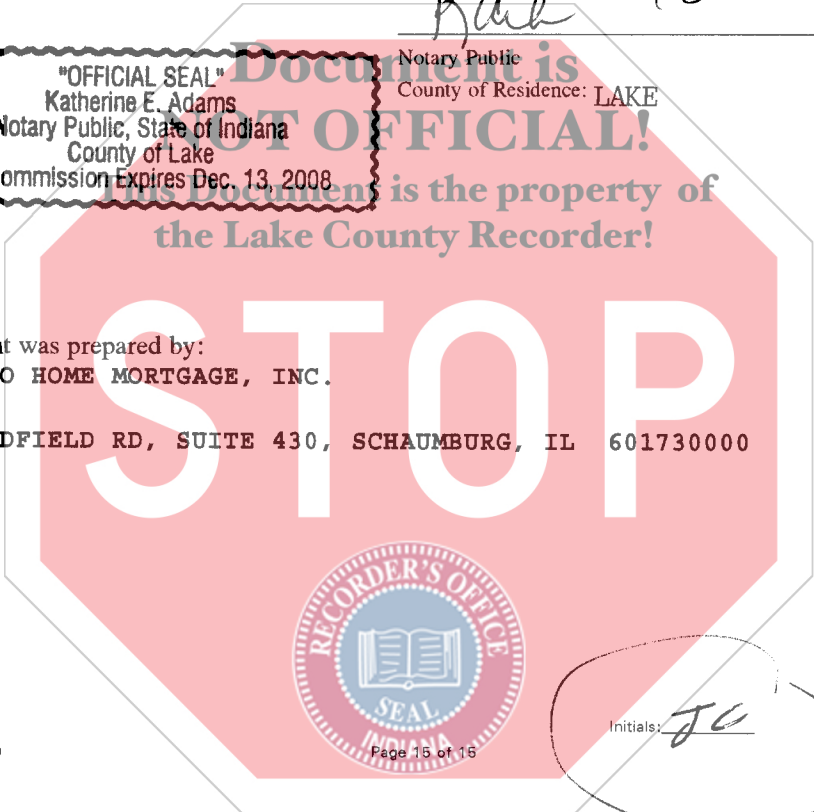 Notary Public
County of Residence: LAKE
"OFFICIAL SEAL"
Katherine E. Adams
Notary Public, State of Indiana
County of Lake
ommission Expires Dec. 13, 2008
Document is
NOT OFFICIAL!
This Document is the property of
the Lake County Recorder!
STOP
t was prepared by:
O HOME MORTGAGE, INC.
DFIELD RD, SUITE 430, SCHAUMBURG, IL 601730000
RECORDER'S OFFICE
SEAL
INDIANA
Initials: JC
Page 15 of 15